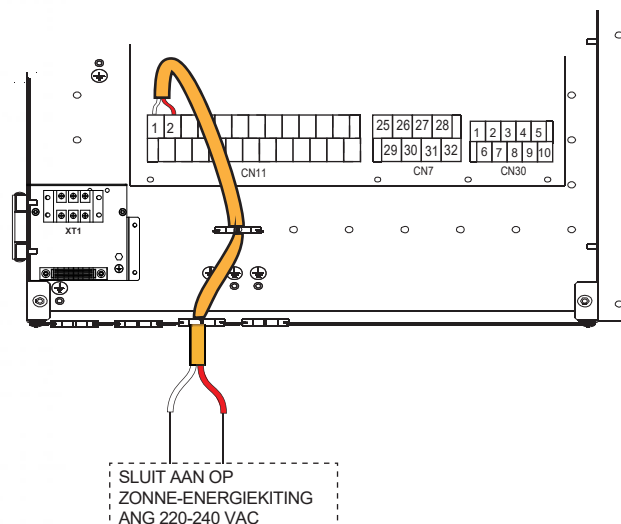 1 2
25 26 27 28
29 30 31 32
1 2 3 4 5
6 7 8 9 10
CN11
CN7
CN30
XT1
SLUIT AAN OP
ZONNE-ENERGIEKITING
ANG 220-240 VAC